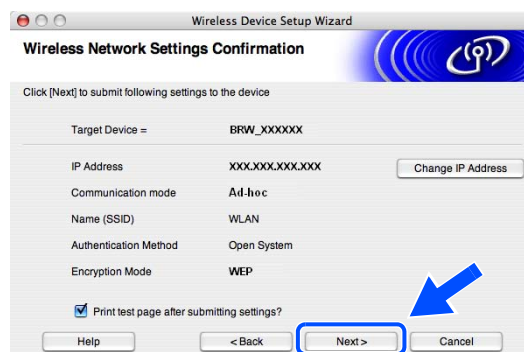 Wireless Device Setup Wizard
Wireless Network Settings Confirmation
Click [Next] to submit following settings to the device
Target Device = BRW_XXXXXX
IP Address XXX.XXX.XXX.XXX Change IP Address
Communication mode Ad-hoc
Name (SSID) WLAN
Authentication Method Open System
Encryption Mode WEP
Print test page after submitting settings?
Help < Back Next > Cancel